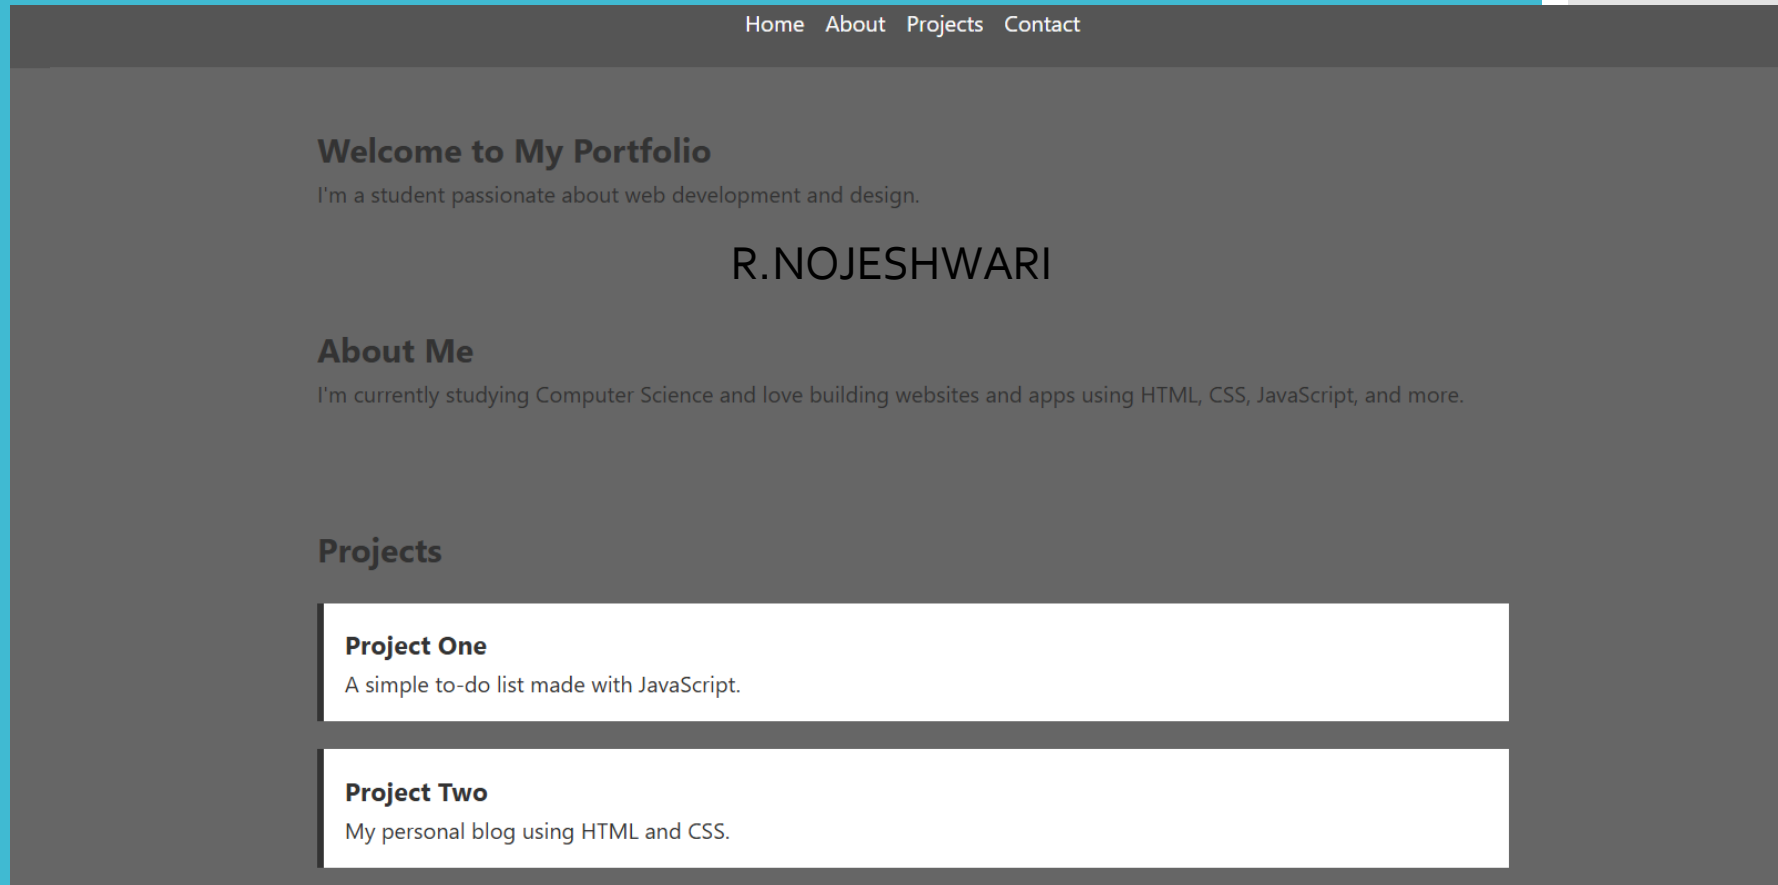 Home About Projects Contact
Welcome to My Portfolio
I'm a student passionate about web development and design.
R.NOJESHWARI
About Me
I'm currently studying Computer Science and love building websites and apps using HTML, CSS, JavaScript, and more.
Projects
Project One
A simple to-do list made with JavaScript.
Project Two
My personal blog using HTML and CSS.